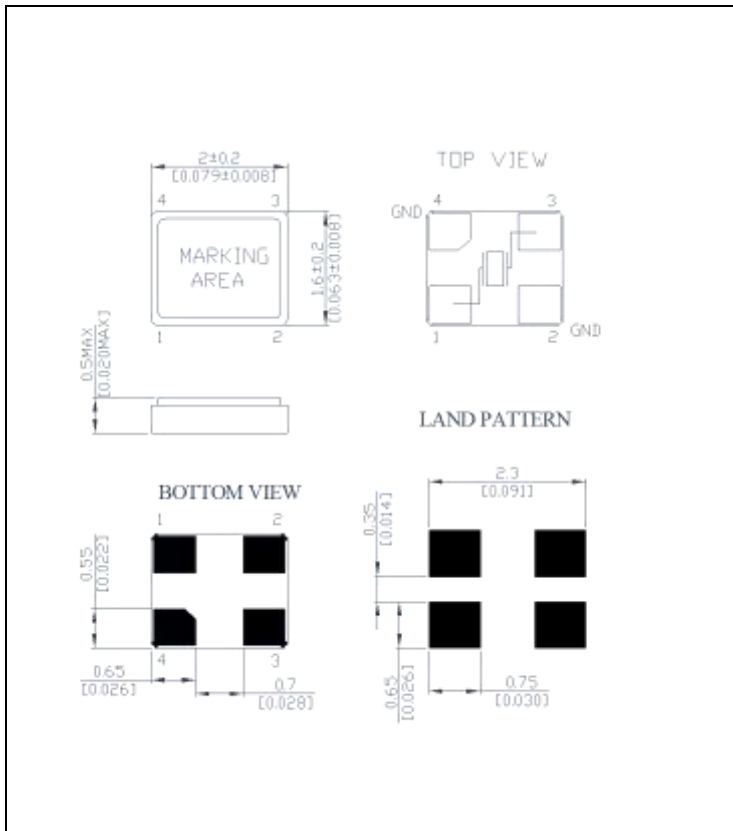 2±0.2
[0.079±0.008]
4 3
MARKING
AREA
1 2
1.6±0.2
[0.063±0.008]
TOP VIEW
GND 4 3
1 2 GND
0.5MAX
[0.020MAX]
LAND PATTERN
2.3
[0.091]
0.35
[0.014]
0.65
[0.026]
0.75
[0.030]
BOTTOM VIEW
1 2
0.55
[0.022]
4 3
0.65
[0.026]
0.7
[0.028]